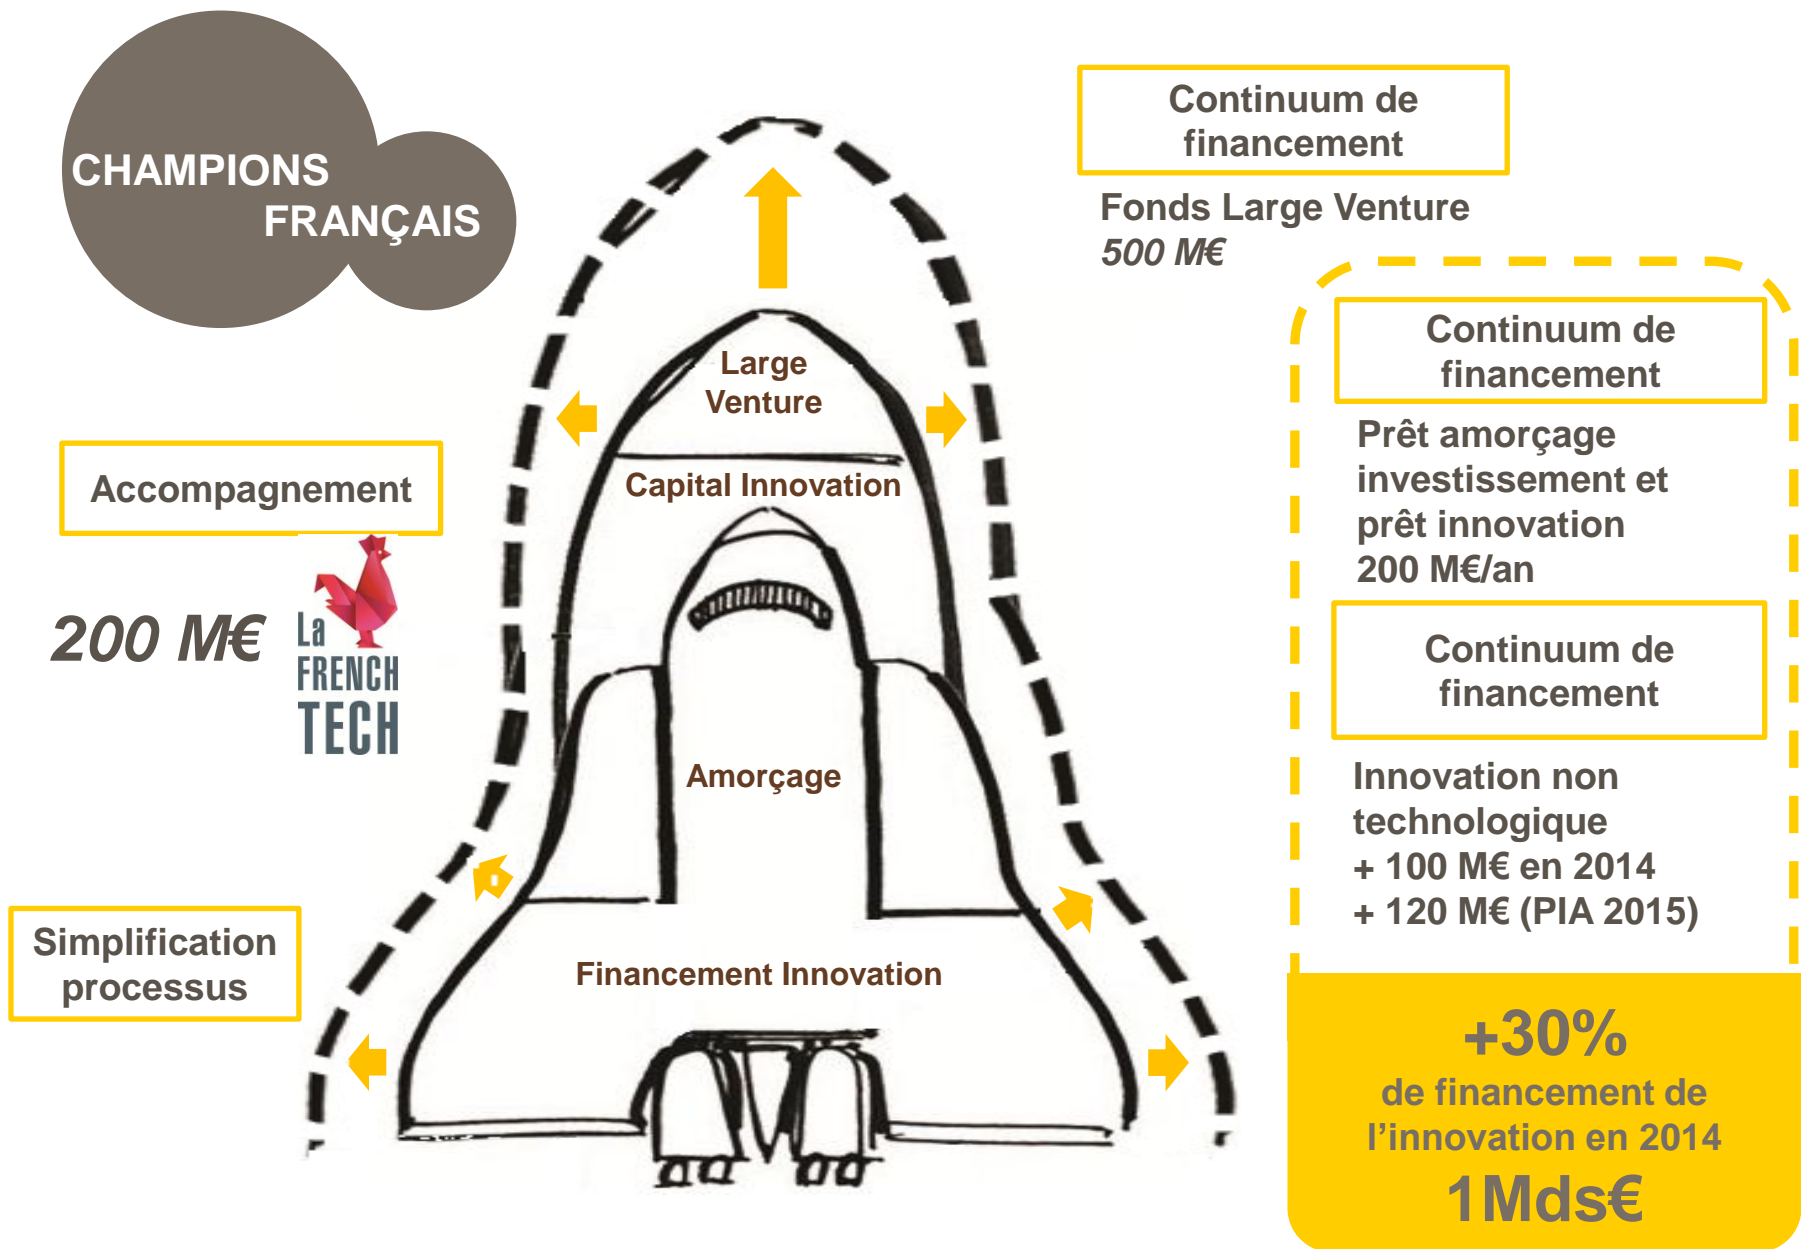 CHAMPIONS
FRANÇAIS
Continuum de
financement
Fonds Large Venture
500 M€
Large
Venture
Capital Innovation
Amorçage
Financement Innovation
Accompagnement
200 M€
La
FRENCH
TECH
Simplification
processus
Continuum de
financement
Prêt amorçage
investissement et
prêt innovation
200 M€/an
Continuum de
financement
Innovation non
technologique
+ 100 M€ en 2014
+ 120 M€ (PIA 2015)
+30%
de financement de
l’innovation en 2014
1Mds€